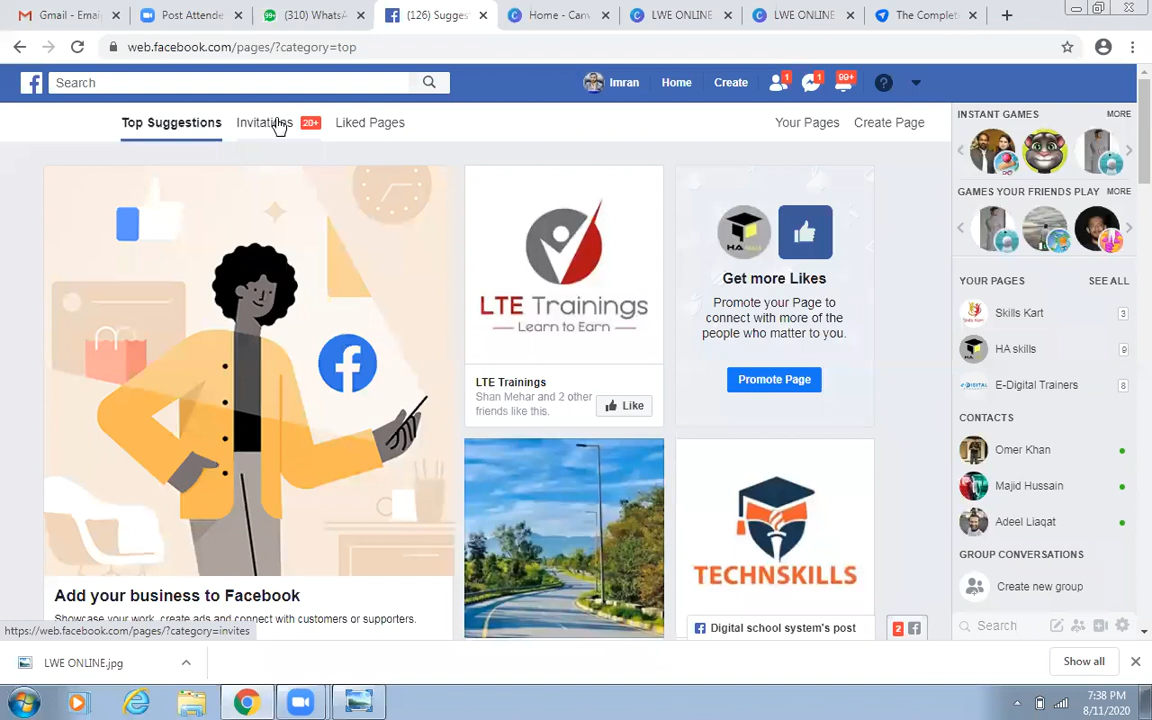 Gmail - Emai
Post Attende
(310) WhatsA
(126) Sugges
Home - Canv
LWE ONLINE
LWE ONLINE
The Complet
web.facebook.com/pages/?category=top
Search
Imran
Home
Create
1
1
99+
Top Suggestions
Invitations
20+
Liked Pages
Your Pages
Create Page
INSTANT GAMES
MORE
GAMES YOUR FRIENDS PLAY
MORE
LTE Trainings
Learn to Earn
LTE Trainings
Shan Mehar and 2 other
friends like this.
Like
HA skills
Get more Likes
Promote your Page to
connect with more of the
people who matter to you.
Promote Page
YOUR PAGES
SEE ALL
Skills Kart
3
HA skills
9
E-Digital Trainers
8
CONTACTS
Omer Khan
Majid Hussain
Adeel Liaqat
GROUP CONVERSATIONS
Create new group
Search
TECHNSKILLS
Digital school system's post
2
Add your business to Facebook
Showcase your work, create ads and connect with customers or supporters.
https://web.facebook.com/pages/?category=invites
LWE ONLINE.jpg
Show all
7:38 PM
8/11/2020